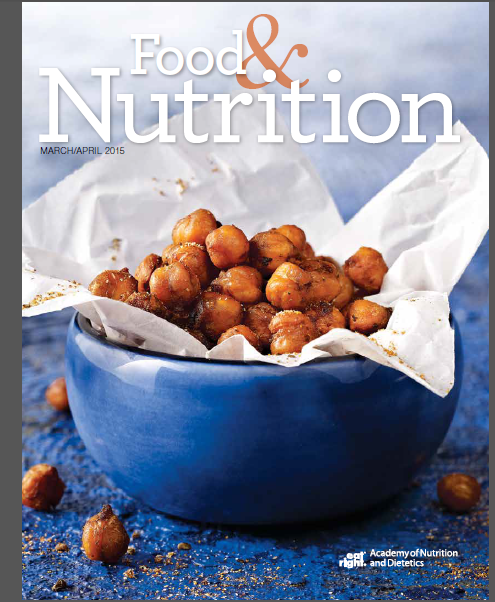 Food &
Nutrition
MARCH/APRIL 2015
eat right. Academy of Nutrition
and Dietetics